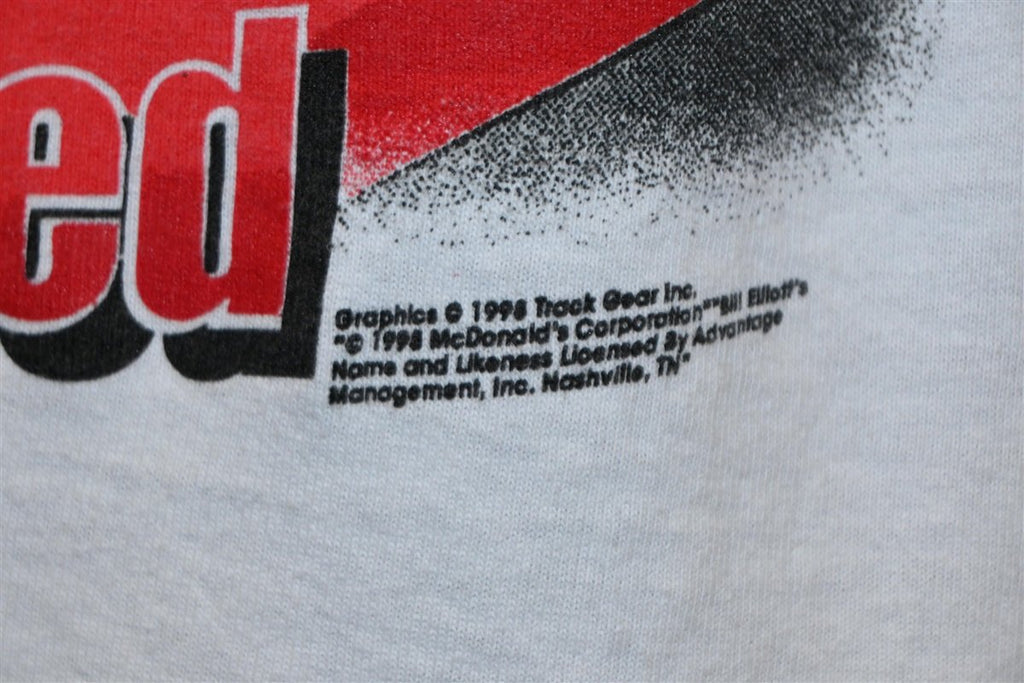 ed
Graphics © 1998 Track Gear Inc.
"© 1998 McDonald's Corporation" "Bill Elliott's
Name and Likeness Licensed By Advantage
Management, Inc. Nashville, TN"